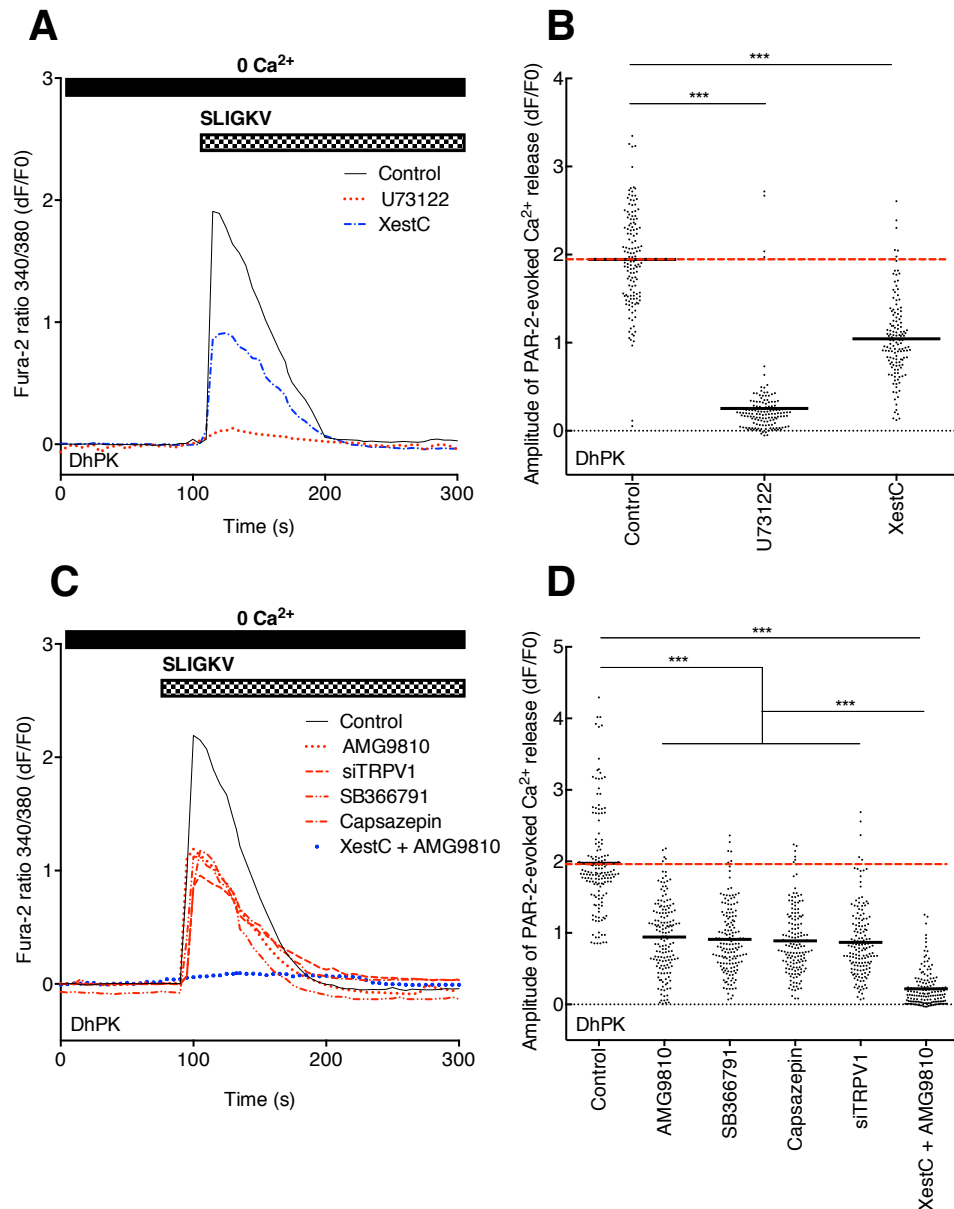 A
0 Ca2+
SLIGKV
Control
U73122
XestC
Fura-2 ratio 340/380 (dF/F0)
3
2
1
0
DhPK
0 100 200 300
Time (s)
B
***
***
Amplitude of PAR-2-evoked Ca2+ release (dF/F0)
4
3
2
1
0
DhPK
Control
U73122
XestC
C
0 Ca2+
SLIGKV
Control
AMG9810
siTRPV1
SB366791
Capsazepin
XestC + AMG9810
Fura-2 ratio 340/380 (dF/F0)
3
2
1
0
DhPK
0 100 200 300
Time (s)
D
***
***
***
Amplitude of PAR-2-evoked Ca2+ release (dF/F0)
5
4
3
2
1
0
DhPK
Control
AMG9810
SB366791
Capsazepin
siTRPV1
XestC + AMG9810